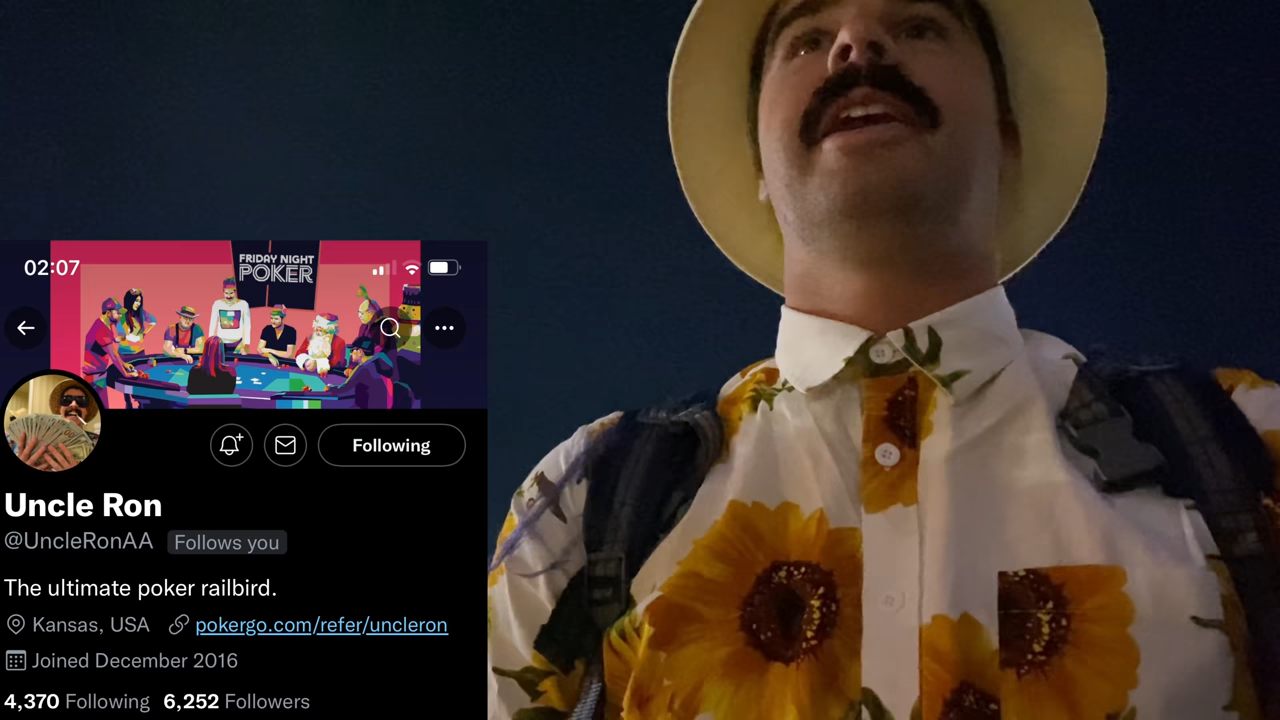 02:07
FRIDAY NIGHT
POKER
Following
Uncle Ron
@UncleRonAA Follows you
The ultimate poker railbird.
Kansas, USA pokergo.com/refer/uncleron
Joined December 2016
4,370 Following 6,252 Followers